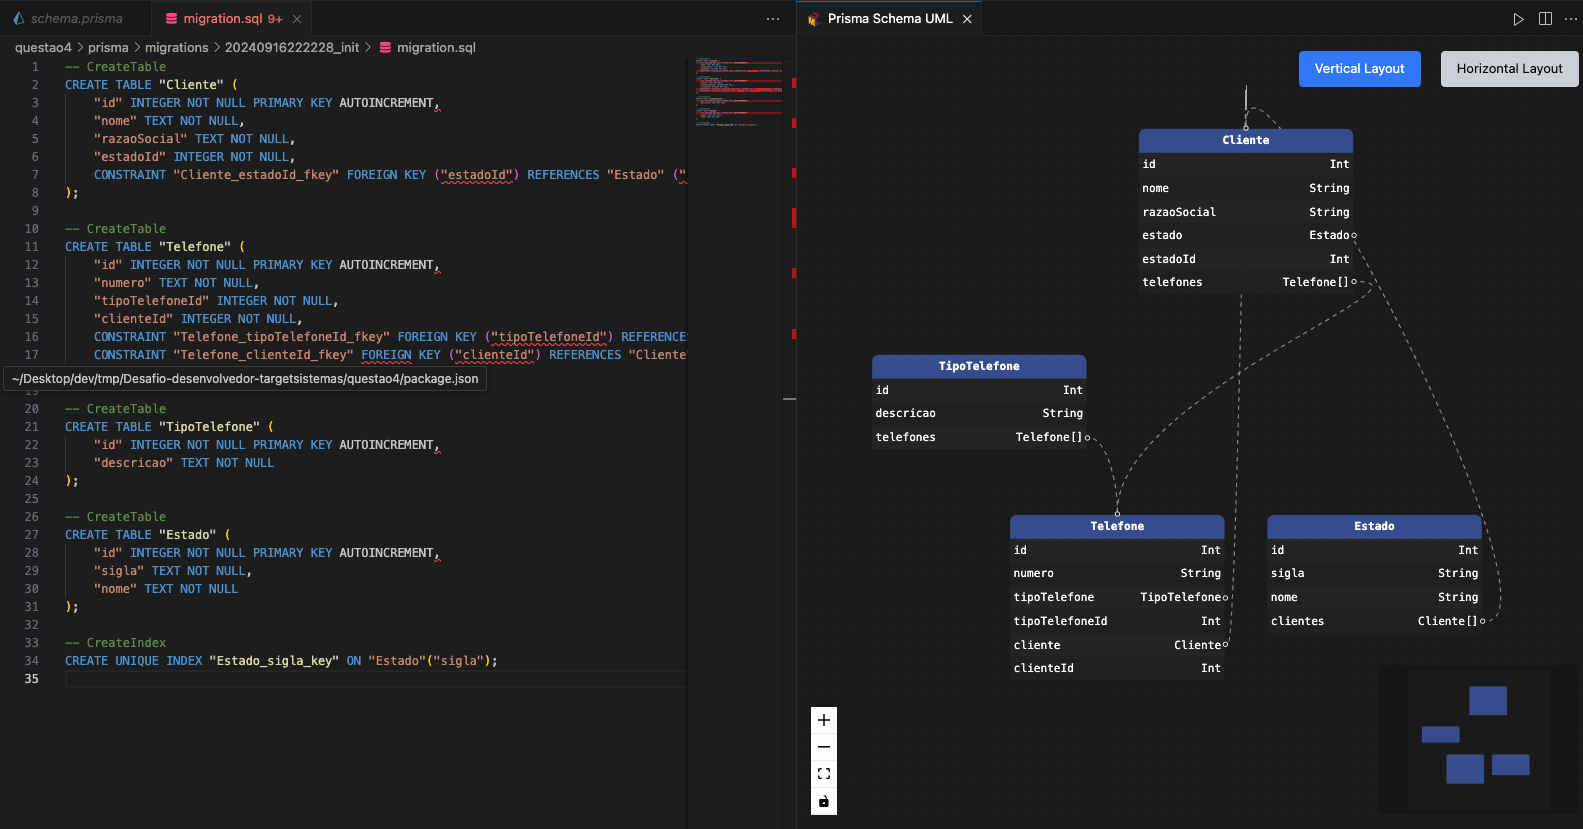 schema.prisma
migration.sql 9+
questao4 > prisma > migrations > 20240916222228_init > migration.sql
1 -- CreateTable
2 CREATE TABLE "Cliente" (
3 "id" INTEGER NOT NULL PRIMARY KEY AUTOINCREMENT,
4 "nome" TEXT NOT NULL,
5 "razaoSocial" TEXT NOT NULL,
6 "estadoId" INTEGER NOT NULL,
7 CONSTRAINT "Cliente_estadoId_fkey" FOREIGN KEY ("estadoId") REFERENCES "Estado" ("
8 );
9
10 -- CreateTable
11 CREATE TABLE "Telefone" (
12 "id" INTEGER NOT NULL PRIMARY KEY AUTOINCREMENT,
13 "numero" TEXT NOT NULL,
14 "tipoTelefoneId" INTEGER NOT NULL,
15 "clienteId" INTEGER NOT NULL,
16 CONSTRAINT "Telefone_tipoTelefoneId_fkey" FOREIGN KEY ("tipoTelefoneId") REFERENCES
17 CONSTRAINT "Telefone_clienteId_fkey" FOREIGN KEY ("clienteId") REFERENCES "Cliente"
~/Desktop/dev/tmp/Desafio-desenvolvedor-targetsistemas/questao4/package.json
19
20 -- CreateTable
21 CREATE TABLE "TipoTelefone" (
22 "id" INTEGER NOT NULL PRIMARY KEY AUTOINCREMENT,
23 "descricao" TEXT NOT NULL
24 );
25
26 -- CreateTable
27 CREATE TABLE "Estado" (
28 "id" INTEGER NOT NULL PRIMARY KEY AUTOINCREMENT,
29 "sigla" TEXT NOT NULL,
30 "nome" TEXT NOT NULL
31 );
32
33 -- CreateIndex
34 CREATE UNIQUE INDEX "Estado_sigla_key" ON "Estado"("sigla");
35
Prisma Schema UML
Vertical Layout
Horizontal Layout
Cliente
id Int
nome String
razaoSocial String
estado Estado
estadoId Int
telefones Telefone[]
TipoTelefone
id Int
descricao String
telefones Telefone[]
Telefone
id Int
numero String
tipoTelefone TipoTelefone
tipoTelefoneId Int
cliente Cliente
clienteId Int
Estado
id Int
sigla String
nome String
clientes Cliente[]